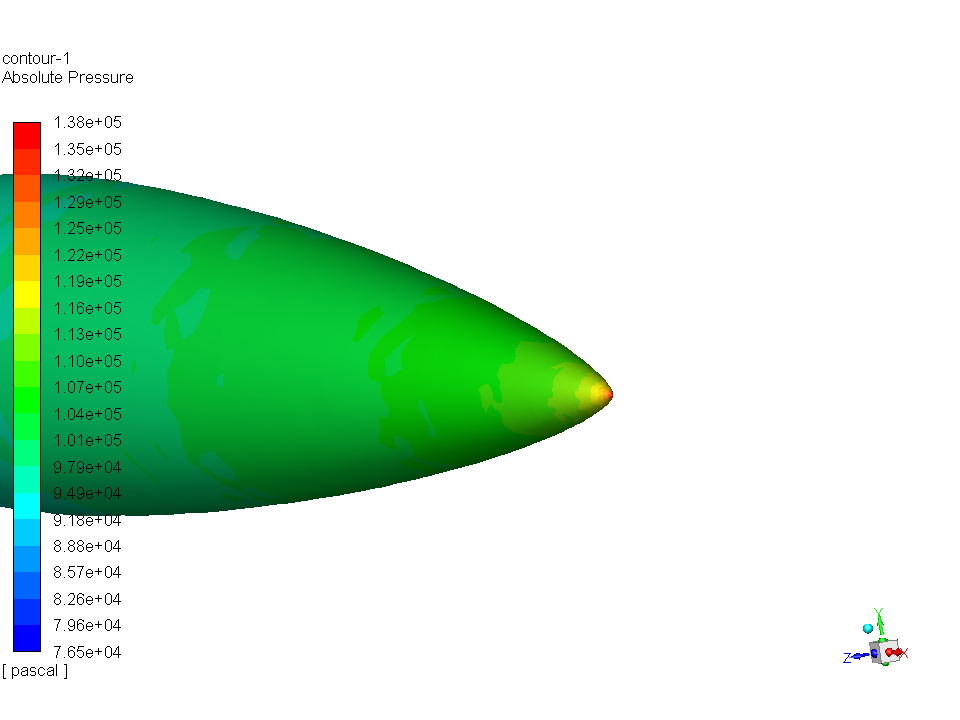 contour-1
Absolute Pressure
1.38e+05
1.35e+05
1.32e+05
1.29e+05
1.25e+05
1.22e+05
1.19e+05
1.16e+05
1.13e+05
1.10e+05
1.07e+05
1.04e+05
1.01e+05
9.79e+04
9.49e+04
9.18e+04
8.88e+04
8.57e+04
8.26e+04
7.96e+04
7.65e+04
[ pascal ]
Y
Z
X